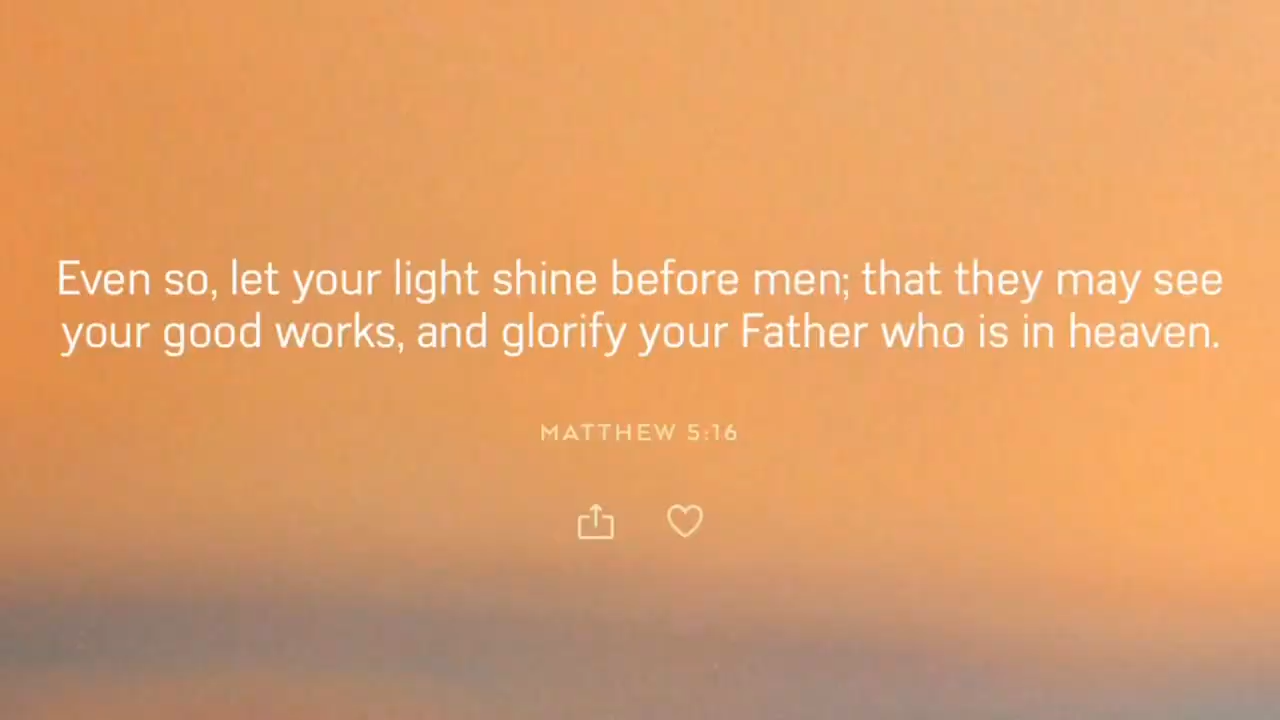 Even so, let your light shine before men; that they may see
your good works, and glorify your Father who is in heaven.
MATTHEW 5:16